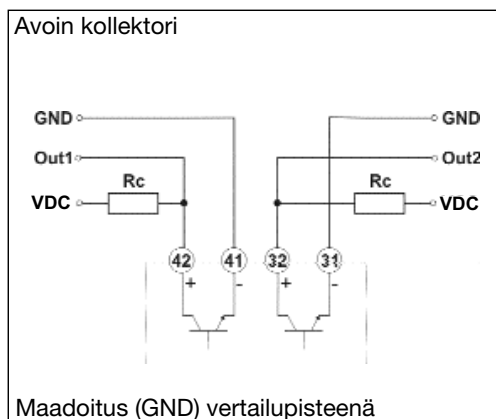 Avoin kollektori
GND GND
Out1 Out2
Rc Rc
VDC VDC
42 41 32 31
+ - + -
Maadoitus (GND) vertailupisteenä